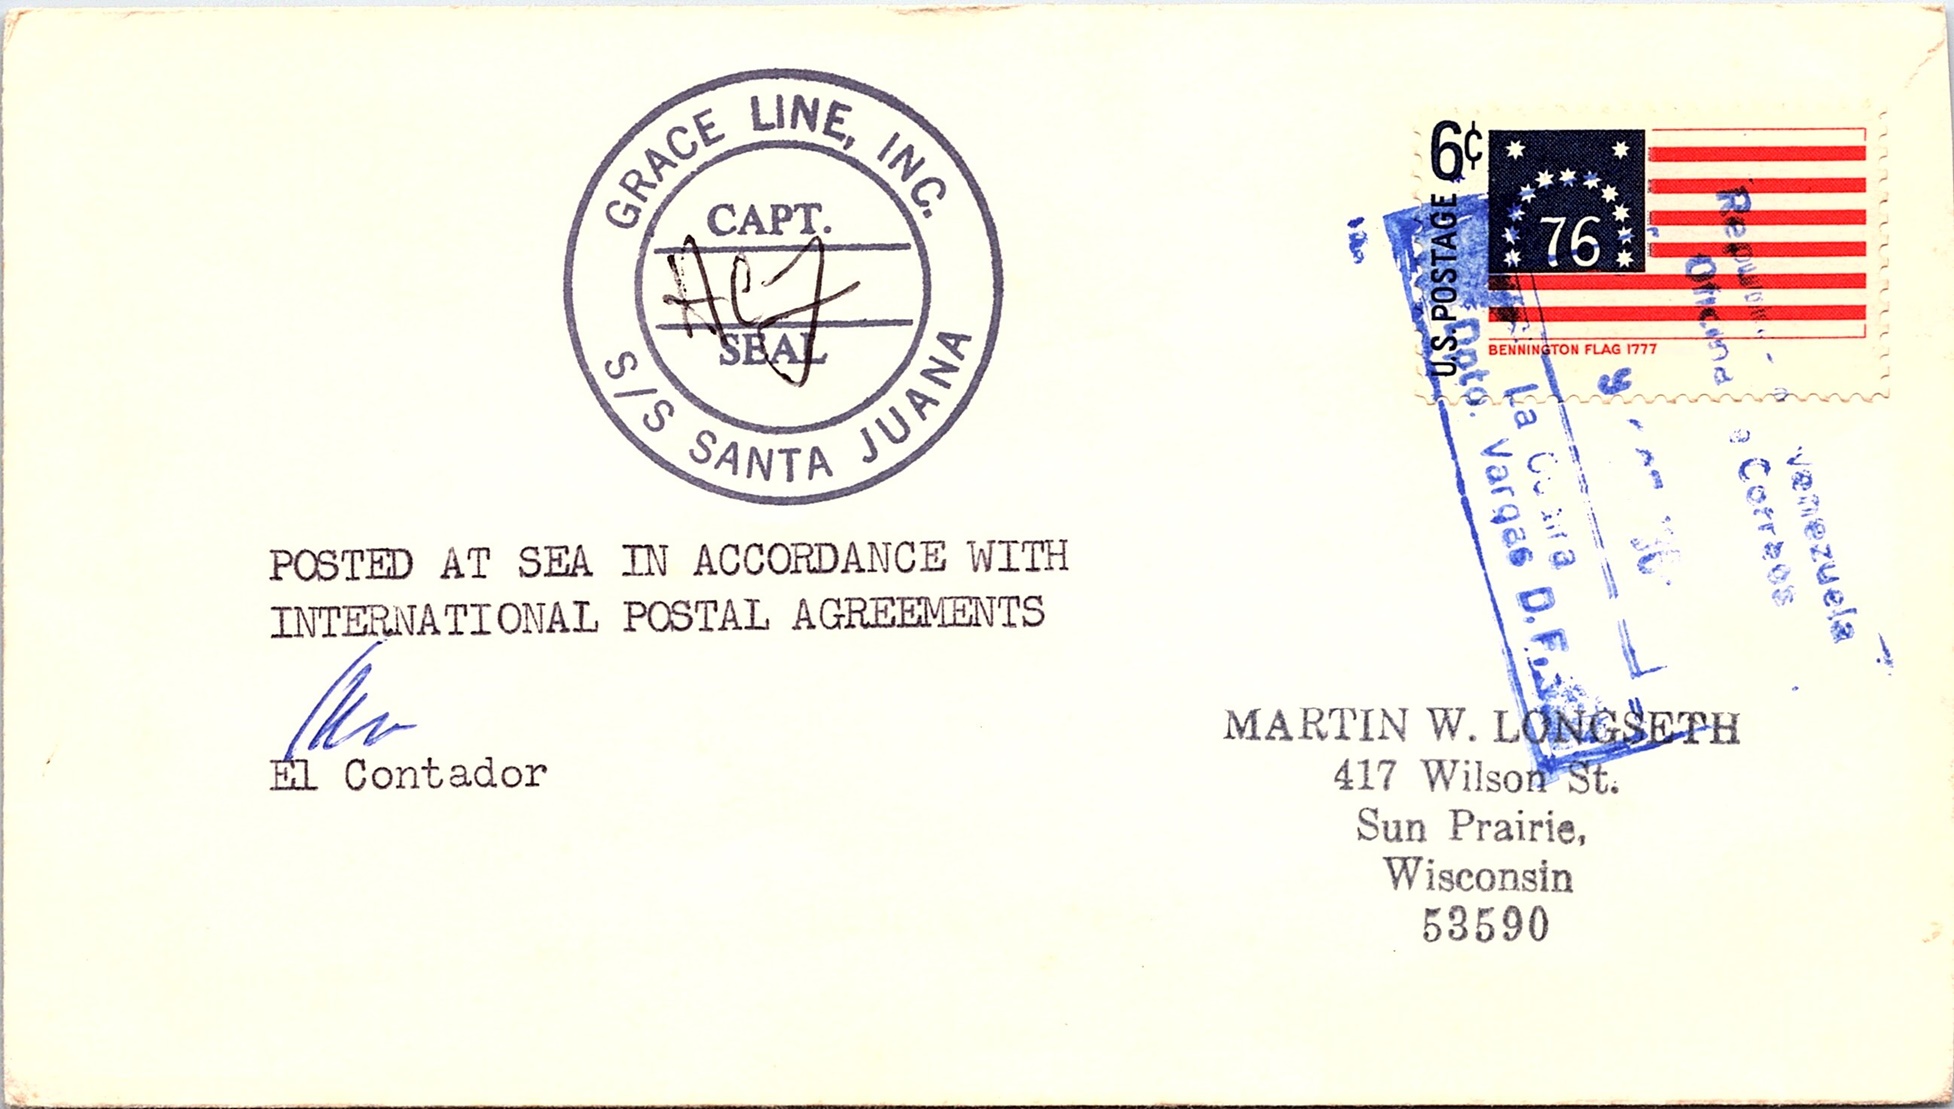 GRACE LINE, INC.
CAPT.
SEAL
S/S SANTA JUANA
6¢
U.S. POSTAGE
76
BENNINGTON FLAG 1777
Venezuela
Correos
La
Dpto. Vargas D.F.
POSTED AT SEA IN ACCORDANCE WITH
INTERNATIONAL POSTAL AGREEMENTS
El Contador
MARTIN W. LONGSETH
417 Wilson St.
Sun Prairie,
Wisconsin
53590